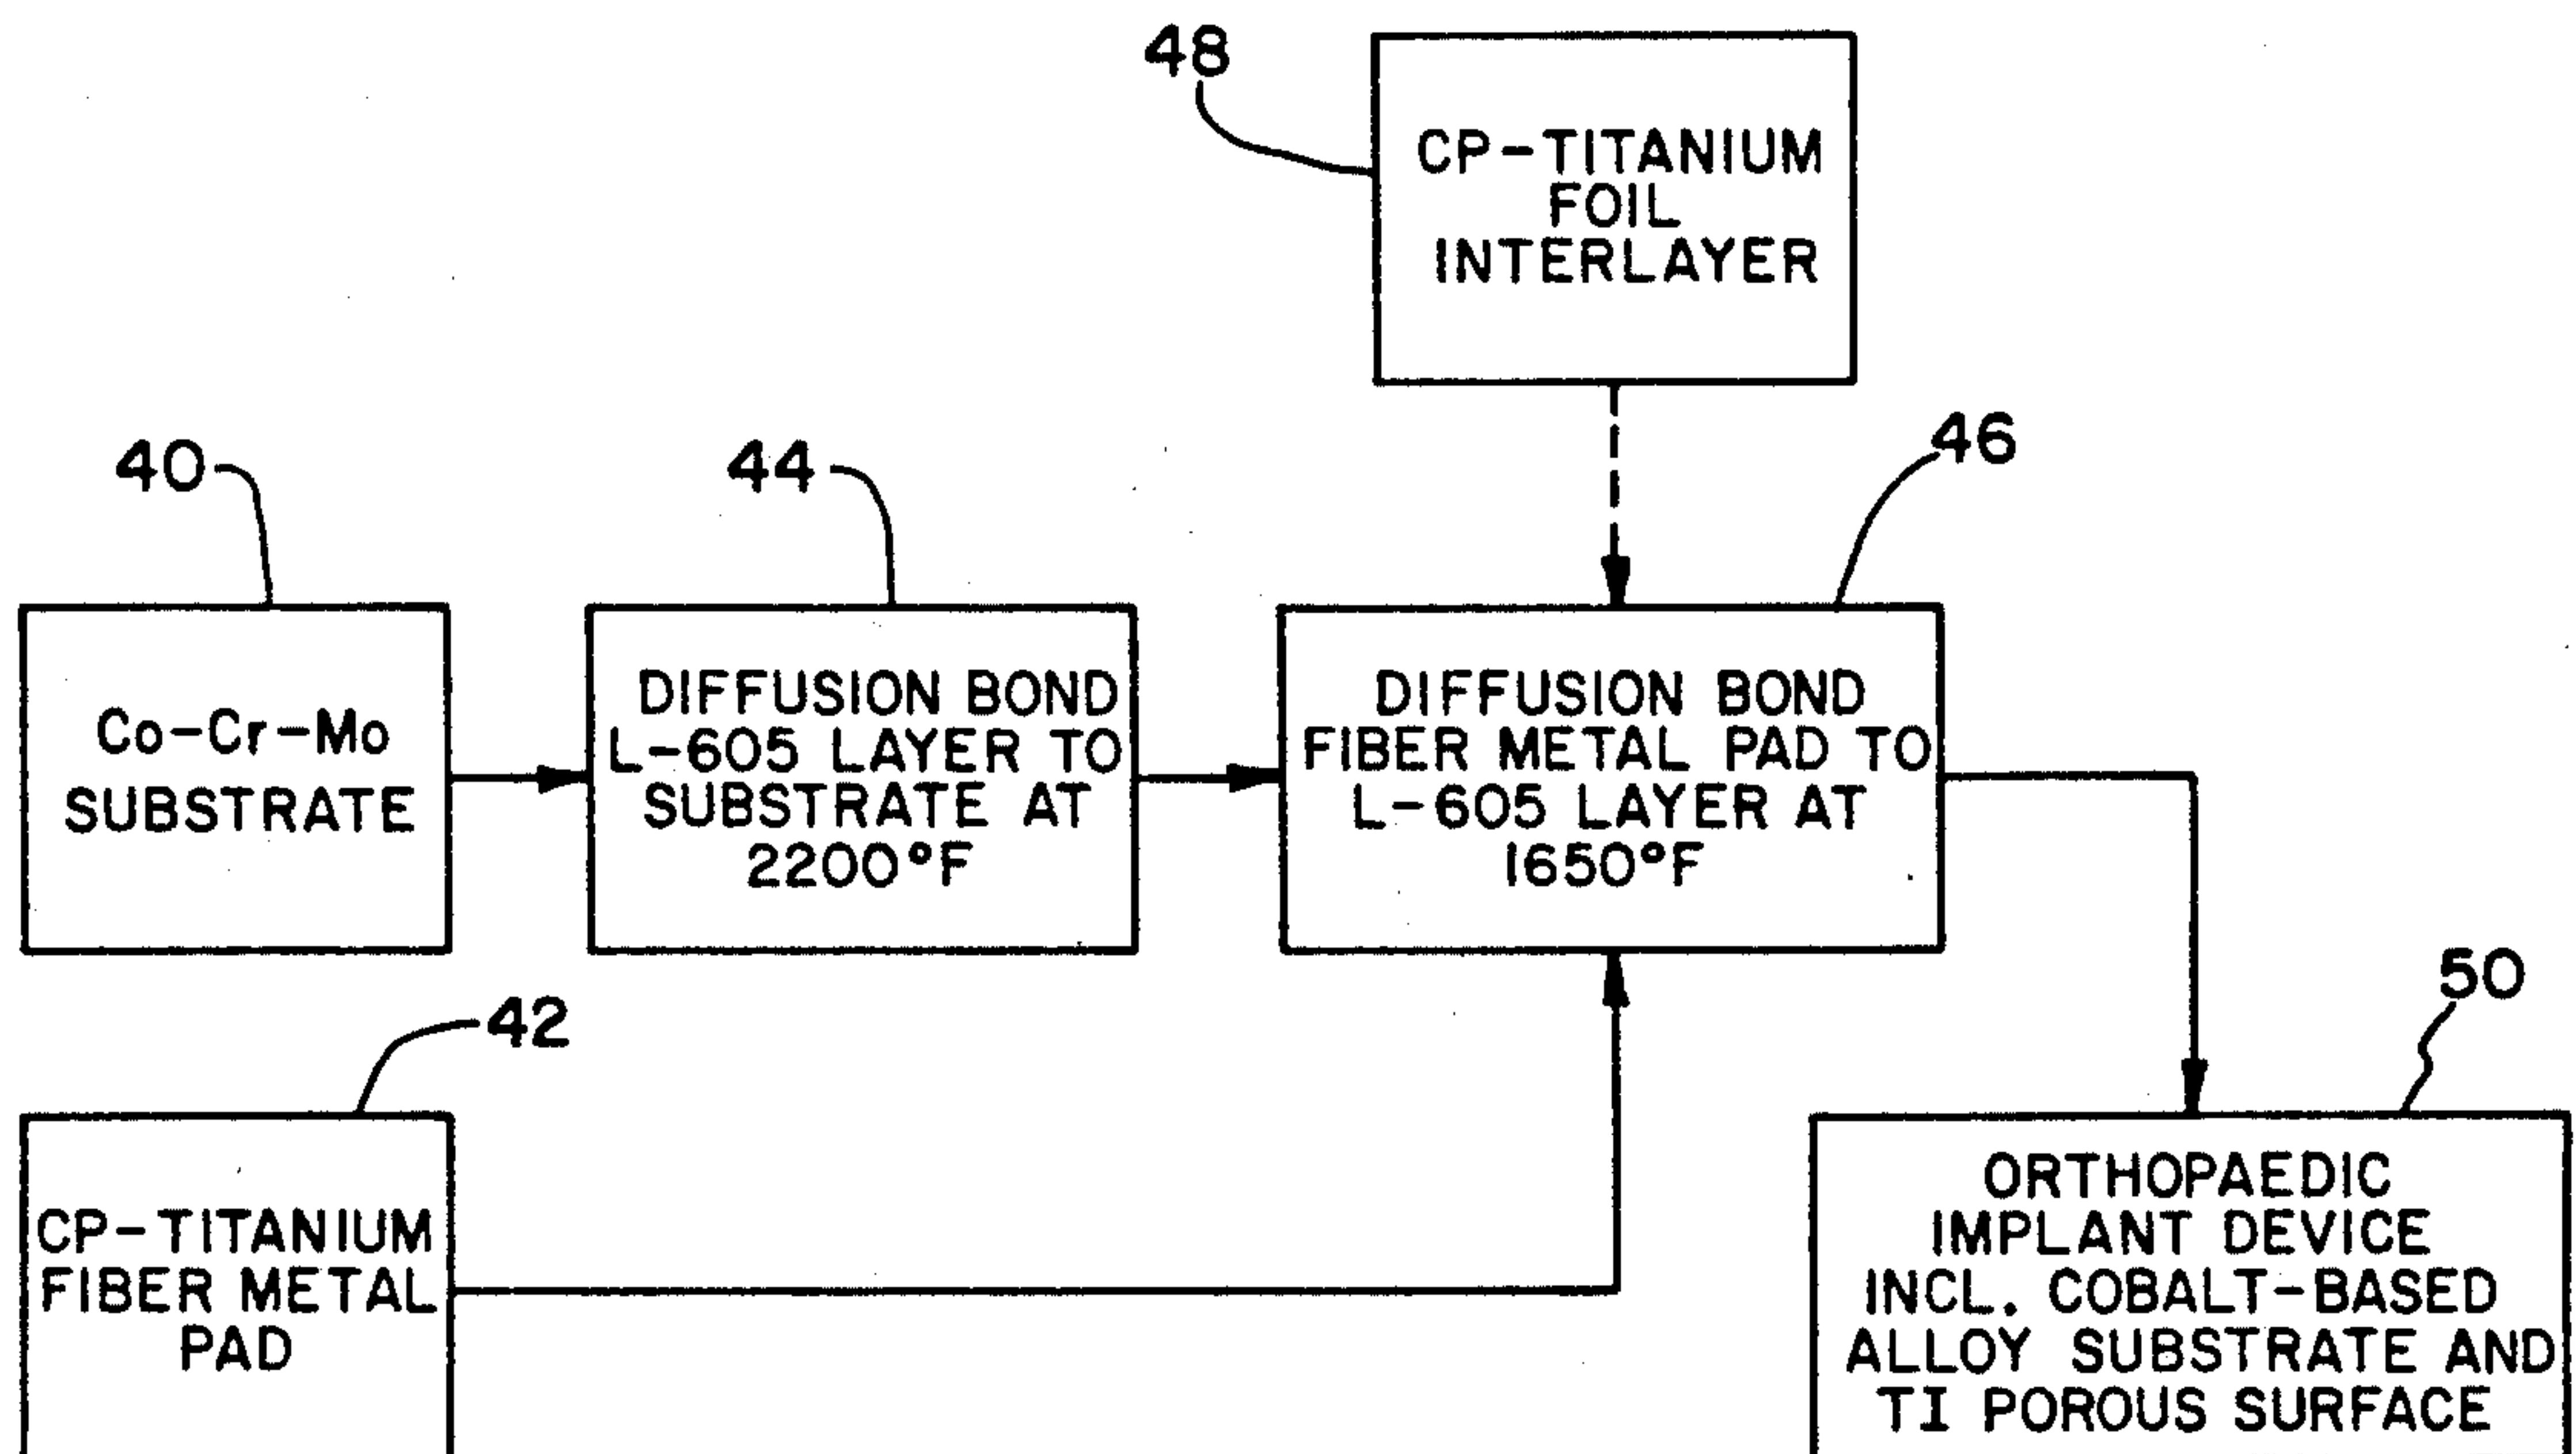 48
CP-TITANIUM
FOIL
INTERLAYER
40
44
46
Co-Cr-Mo
SUBSTRATE
DIFFUSION BOND
L-605 LAYER TO
SUBSTRATE AT
2200°F
DIFFUSION BOND
FIBER METAL PAD TO
L-605 LAYER AT
1650°F
42
50
CP-TITANIUM
FIBER METAL
PAD
ORTHOPAEDIC
IMPLANT DEVICE
INCL. COBALT-BASED
ALLOY SUBSTRATE AND
TI POROUS SURFACE